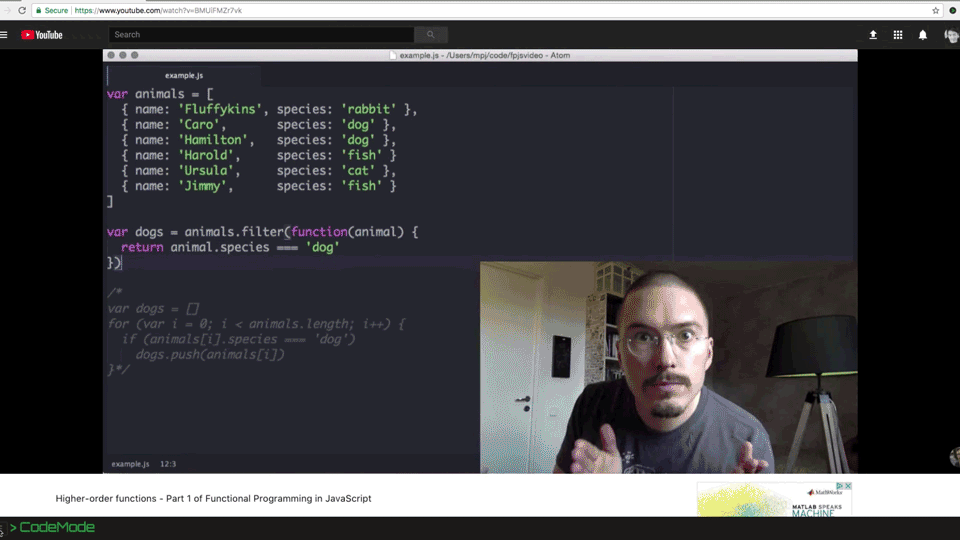 Secure https://www.youtube.com/watch?v=BMUiFMZr7vk
YouTube Search
example.js - /Users/mpj/code/fpjsvideo - Atom
example.js
var animals = [
{ name: 'Fluffykins', species: 'rabbit' },
{ name: 'Caro', species: 'dog' },
{ name: 'Hamilton', species: 'dog' },
{ name: 'Harold', species: 'fish' }
{ name: 'Ursula', species: 'cat' },
{ name: 'Jimmy', species: 'fish' }
]
var dogs = animals.filter(function(animal) {
return animal.species === 'dog'
})
/*
var dogs = []
for (var i = 0; i < animals.length; i++) {
if (animals[i].species === 'dog')
dogs.push(animals[i])
}*/
example.js 12:3
Higher-order functions - Part 1 of Functional Programming in JavaScript
MathWorks
MATLAB SPEAKS
MACHINE
>CodeMode